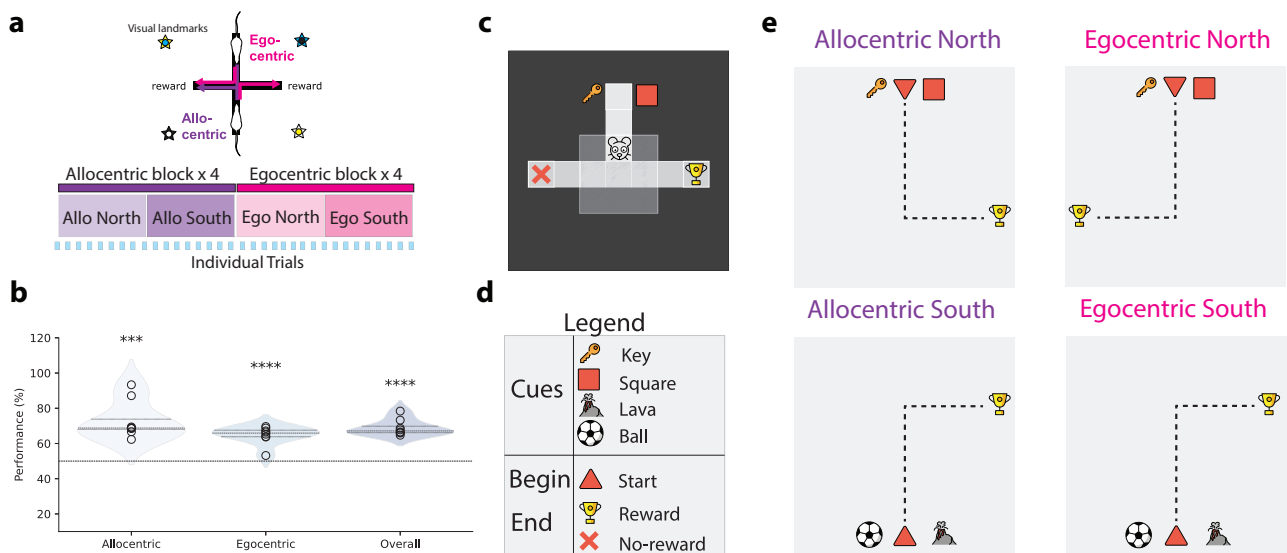 a
Visual landmarks
Ego-
centric
reward
reward
Allo-
centric
Allocentric block x 4
Egocentric block x 4
Allo North
Allo South
Ego North
Ego South
Individual Trials
b
Performance (%)
120
100
80
60
40
20
***
****
****
Allocentric
Egocentric
Overall
c
d
Legend
Cues
Key
Square
Lava
Ball
Begin
End
Start
Reward
No-reward
e
Allocentric North
Egocentric North
Allocentric South
Egocentric South